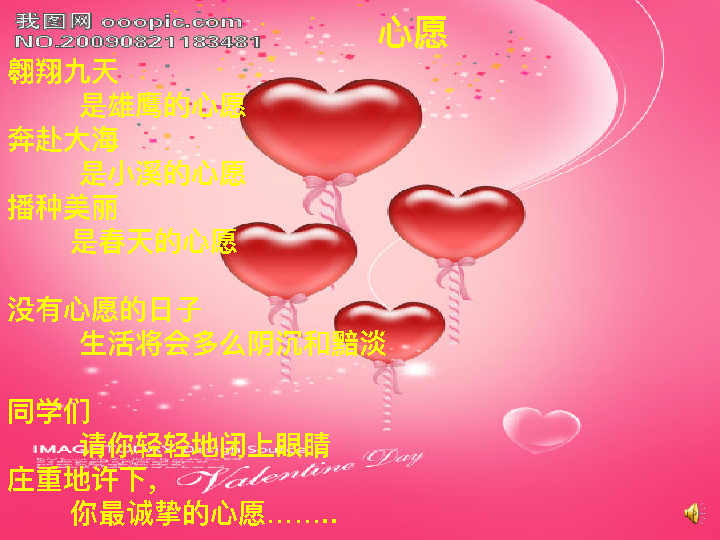 我图网 ooopic.com
NO.20090821183481
心愿
翱翔九天
是雄鹰的心愿
奔赴大海
是小溪的心愿
播种美丽
是春天的心愿
没有心愿的日子
生活将会多么阴沉和黯淡
同学们
请你轻轻地闭上眼睛
庄重地许下，
你最诚挚的心愿……..
Valentine Day